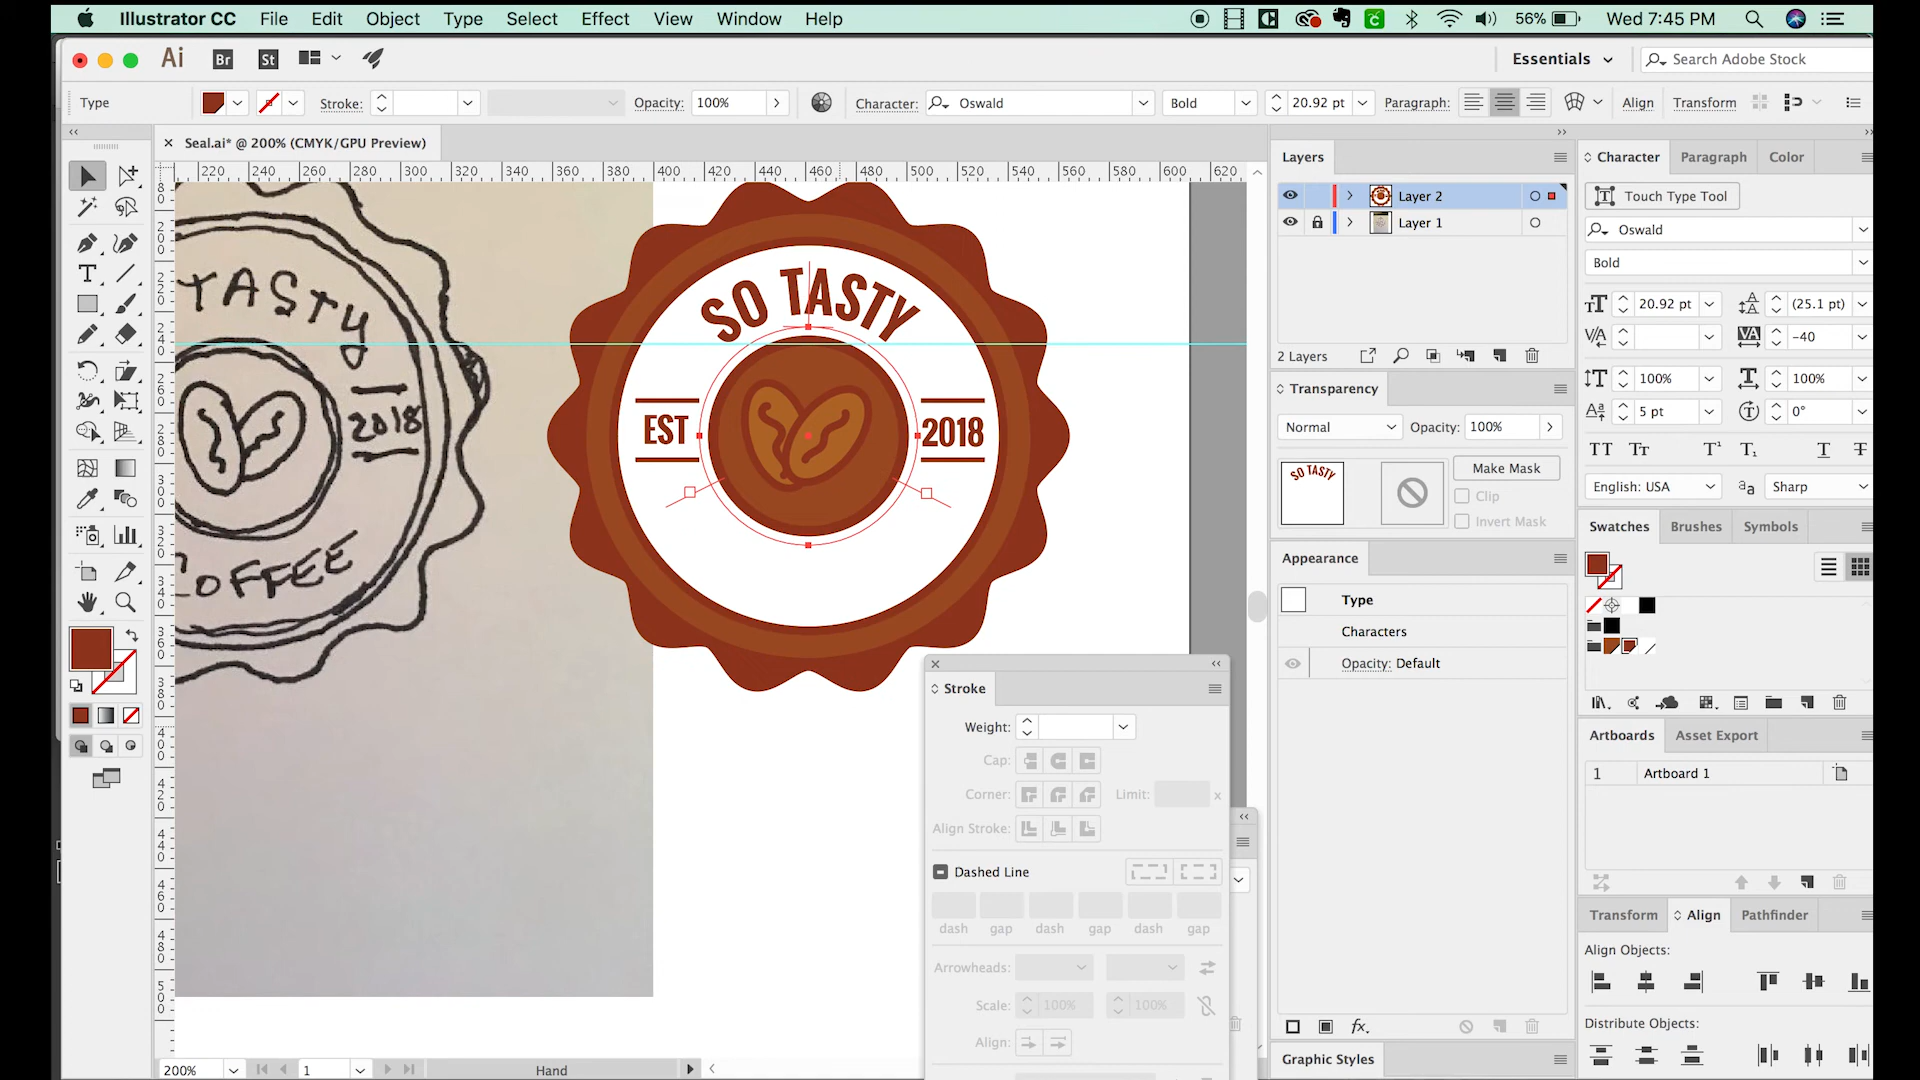 Illustrator CC File Edit Object Type Select Effect View Window Help 56% Wed 7:45 PM
Ai Br St Essentials Search Adobe Stock
Type Stroke: Opacity: 100% Character: Oswald Bold 20.92 pt Paragraph: Align Transform
Seal.ai* @ 200% (CMYK/GPU Preview)
220 240 260 280 300 320 340 360 380 400 420 440 460 480 500 520 540 560 580 600 620
TASTY
2018
COFFEE
SO TASTY
EST
2018
Stroke
Weight:
Cap:
Corner: Limit: x
Align Stroke:
Dashed Line
dash gap dash gap dash gap
Arrowheads:
Scale: 100% 100%
Align:
200% 1 Hand
Layers
Layer 2
Layer 1
2 Layers
Transparency
Normal Opacity: 100%
SO TASTY
Make Mask
Clip
Invert Mask
Appearance
Type
Characters
Opacity: Default
fx.
Graphic Styles
Character Paragraph Color
Touch Type Tool
Oswald
Bold
20.92 pt (25.1 pt)
-40
100% 100%
5 pt 0°
English: USA Sharp
Swatches Brushes Symbols
Artboards Asset Export
1 Artboard 1
Transform Align Pathfinder
Align Objects:
Distribute Objects: